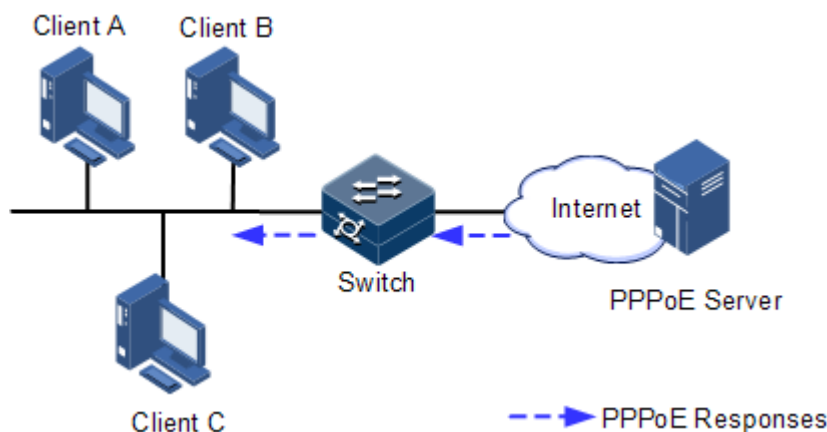 Client A
Client B
Internet
Switch
PPPoE Server
Client C
PPPoE Responses